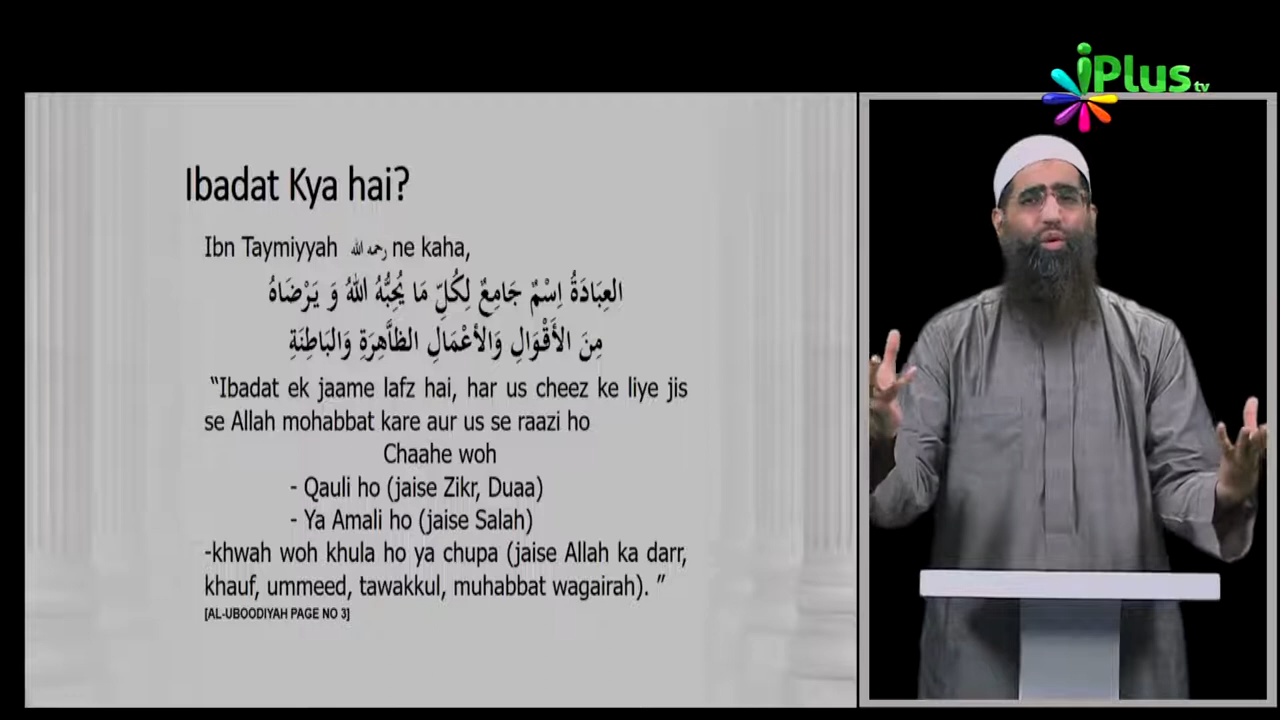 iPlus tv
Ibadat Kya hai?
Ibn Taymiyyah رحمه الله ne kaha,
العِبَادَةُ اِسْمٌ جَامِعٌ لِكُلِّ مَا يُحِبُّهُ اللهُ وَ يَرْضَاهُ
مِنَ الأَقْوَالِ وَالأَعْمَالِ الظَّاهِرَةِ وَالبَاطِنَةِ
“Ibadat ek jaame lafz hai, har us cheez ke liye jis
se Allah mohabbat kare aur us se raazi ho
Chaahe woh
- Qauli ho (jaise Zikr, Duaa)
- Ya Amali ho (jaise Salah)
-khwah woh khula ho ya chupa (jaise Allah ka darr,
khauf, ummeed, tawakkul, muhabbat wagairah). ”
[AL-UBOODIYAH PAGE NO 3]